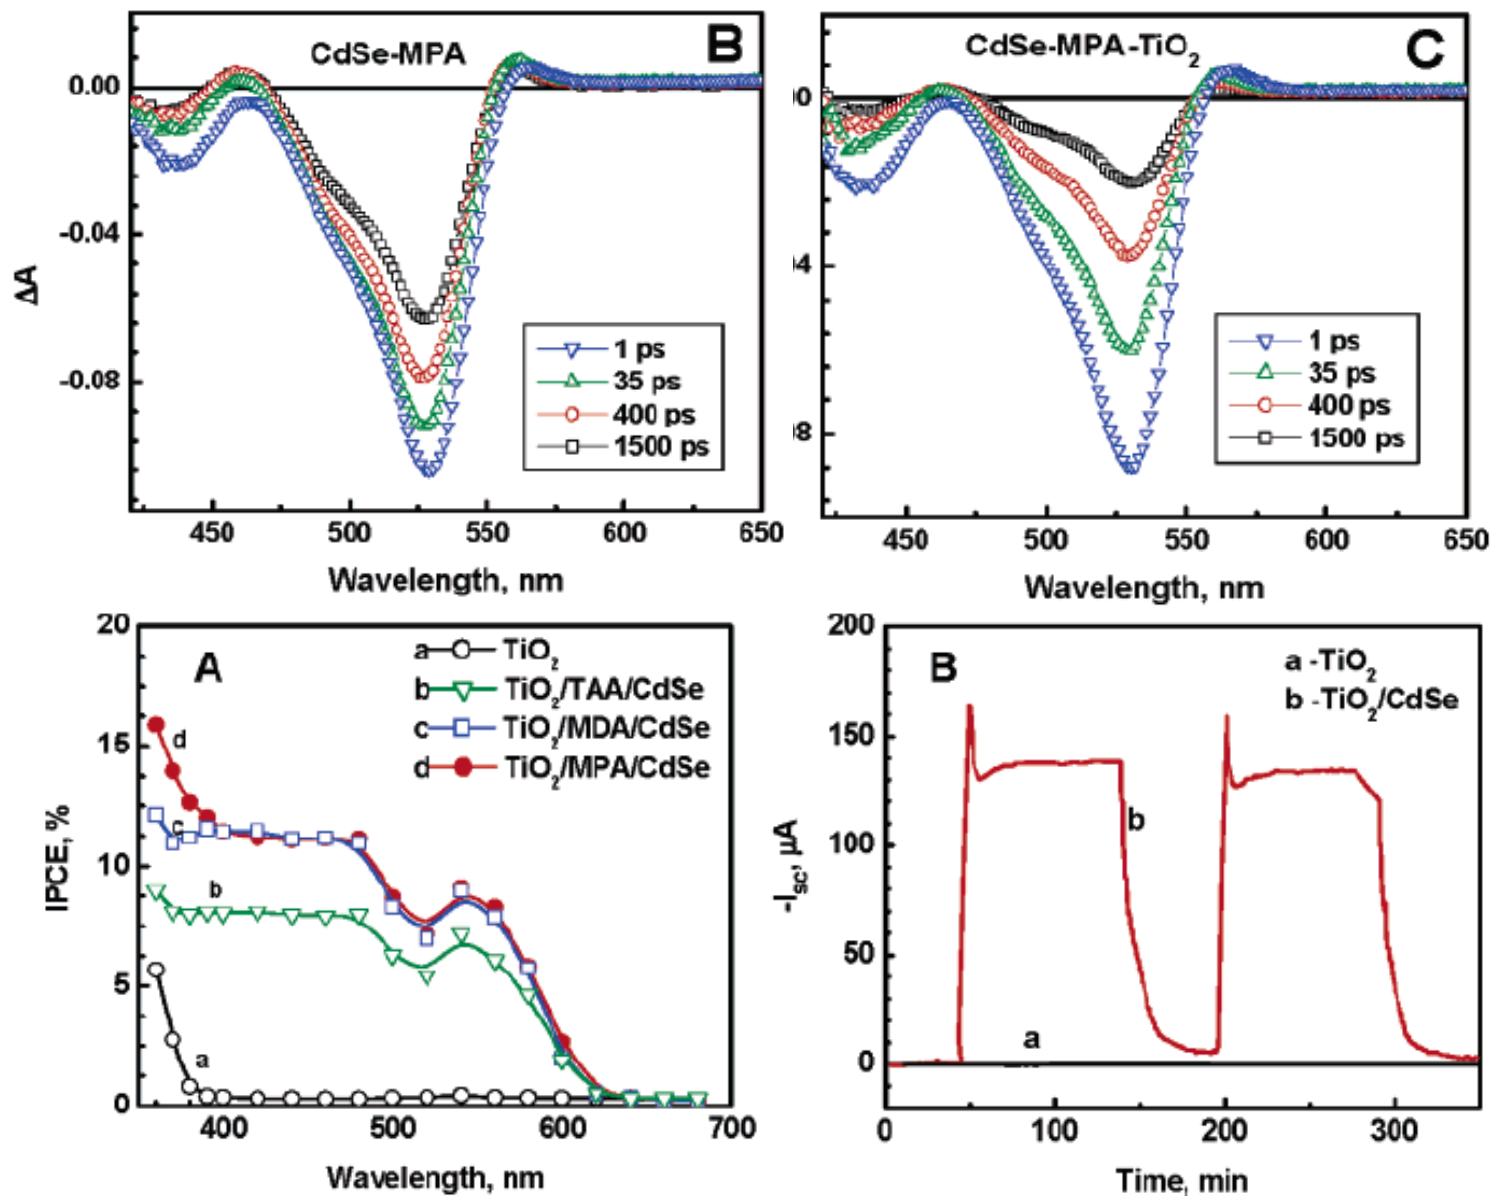 CdSe-MPA B
0.00
-0.04
-0.08
ΔA
1 ps
35 ps
400 ps
1500 ps
450 500 550 600 650
Wavelength, nm
CdSe-MPA-TiO₂ C
0
4
8
1 ps
35 ps
400 ps
1500 ps
450 500 550 600 650
Wavelength, nm
20
15
10
5
0
IPCE, %
A
a TiO₂
b TiO₂/TAA/CdSe
c TiO₂/MDA/CdSe
d TiO₂/MPA/CdSe
d
c
b
a
400 500 600 700
Wavelength, nm
200
150
100
50
0
-I_SC, μA
B
a -TiO₂
b -TiO₂/CdSe
b
a
0 100 200 300
Time, min